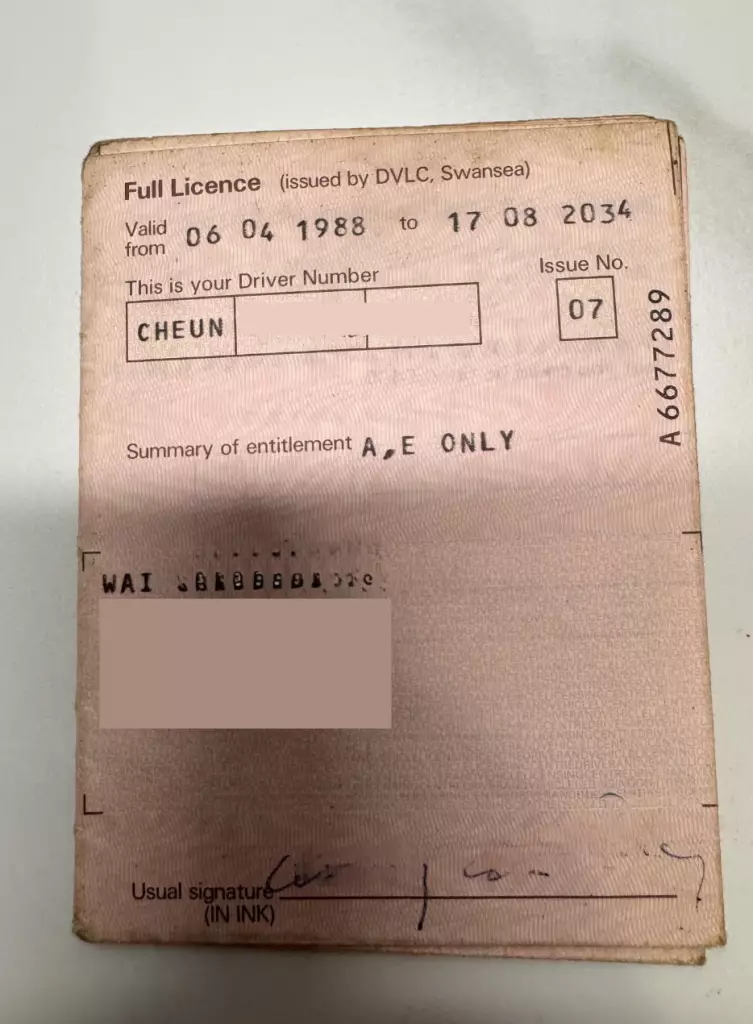 Full Licence (issued by DVLC, Swansea)
Valid from 06 04 1988 to 17 08 2034
This is your Driver Number
Issue No.
CHEUN
07
A6677289
Summary of entitlement A,E ONLY
WAI
Usual signature
(IN INK)